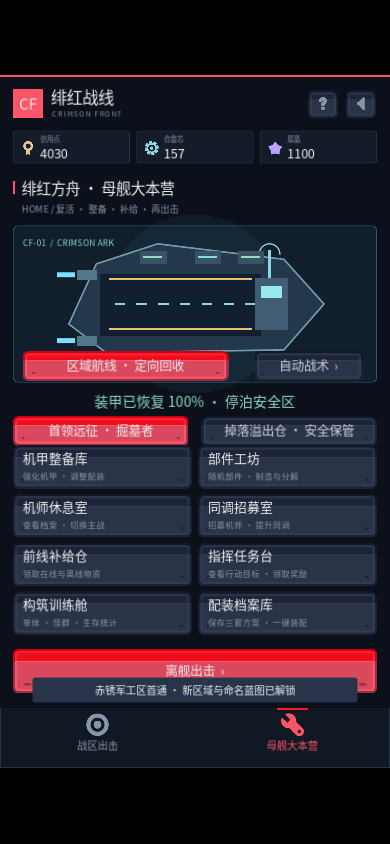 CF
绯红战线
CRIMSON FRONT
?
信用点
4030
合金芯
157
星晶
1100
绯红方舟 · 母舰大本营
HOME / 复活 · 整备 · 补给 · 再出击
CF-01 / CRIMSON ARK
区域航线 · 定向回收
自动战术 ›
装甲已恢复 100% · 停泊安全区
首领远征 · 掘墓者
掉落溢出仓 · 安全保管
机甲整备库
强化机甲 · 调整配装
部件工坊
随机部件 · 制造与分解
机师休息室
查看档案 · 切换主战
同调招募室
招募机师 · 提升同调
前线补给仓
领取在线与离线物资
指挥任务台
查看行动目标 · 领取奖励
构筑训练舱
单体 · 怪群 · 生存统计
配装档案库
保存三套方案 · 一键装配
离舰出击 ›
赤锈军工区首通 · 新区域与命名蓝图已解锁
战区出击
母舰大本营